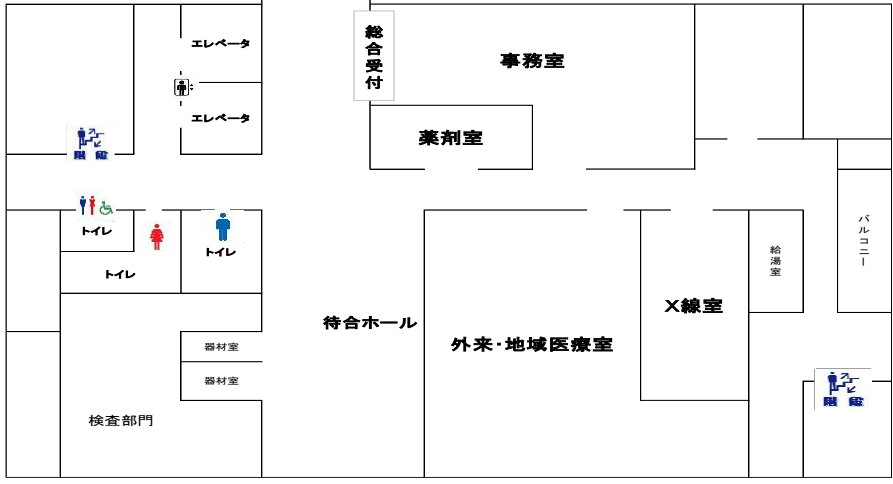 エレベータ
総合受付
事務室
エレベータ
薬剤室
階 段
トイレ
トイレ
トイレ
バルコニー
給湯室
X線室
待合ホール
外来・地域医療室
器材室
器材室
階 段
検査部門